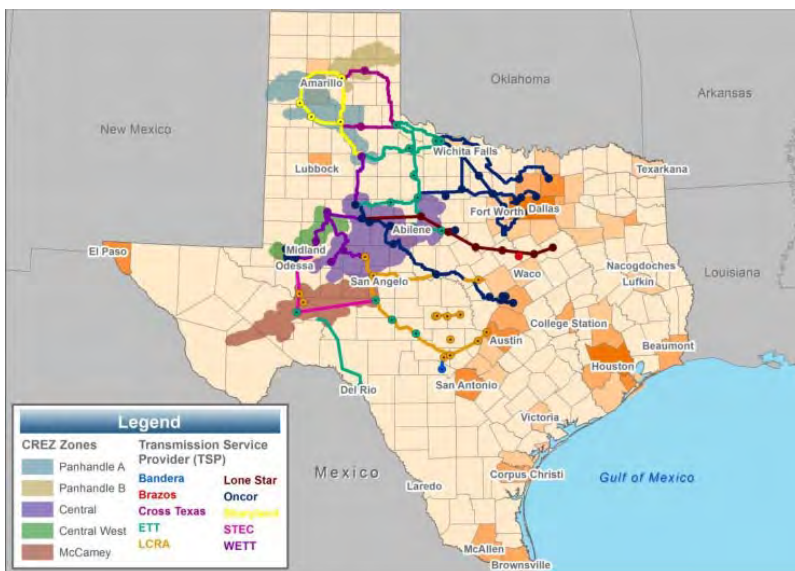 Oklahoma
Amarillo
Arkansas
New Mexico
Wichita Falls
Texarkana
Lubbock
Fort Worth
Dallas
Abilene
El Paso
Midland
Odessa
Nacogdoches
Lufkin
Louisiana
Waco
San Angelo
College Station
Beaumont
Austin
Houston
Del Rio
San Antonio
Victoria
Mexico
Laredo
Corpus Christi
Gulf of Mexico
McAllen
Brownsville
Legend
CREZ Zones
Panhandle A
Panhandle B
Central
Central West
McCamey
Transmission Service
Provider (TSP)
Bandera
Brazos
Cross Texas
ETT
LCRA
Lone Star
Oncor
Sharyland
STEC
WETT